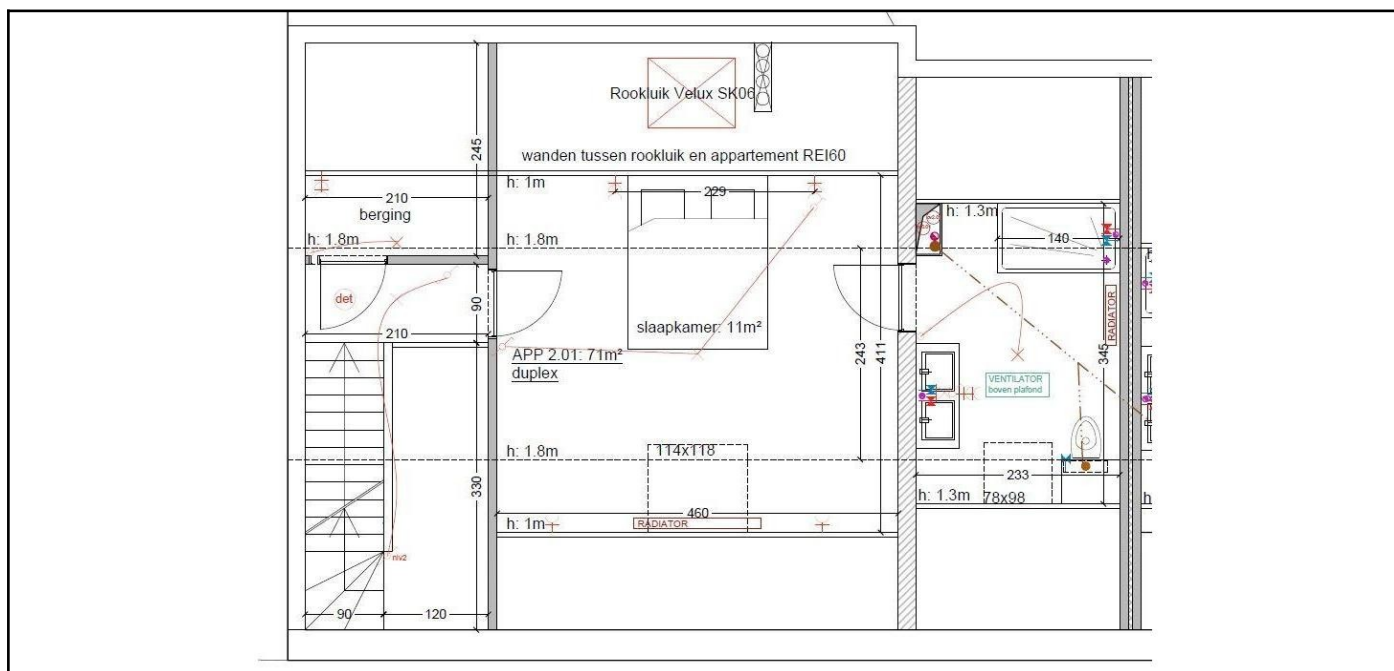 Rookluik Velux SK06
wanden tussen rookluik en appartement REI60
245
h: 1m
229
210
berging
h: 1.3m
h: 1.8m
h: 1.8m
140
det
90
RADIATOR
slaapkamer: 11m²
210
243
411
345
APP 2.01: 71m²
duplex
VENTILATOR
boven plafond
h: 1.8m
114x118
233
330
h: 1.3m
78x98
h:
460
h: 1m
RADIATOR
niv2
90
120